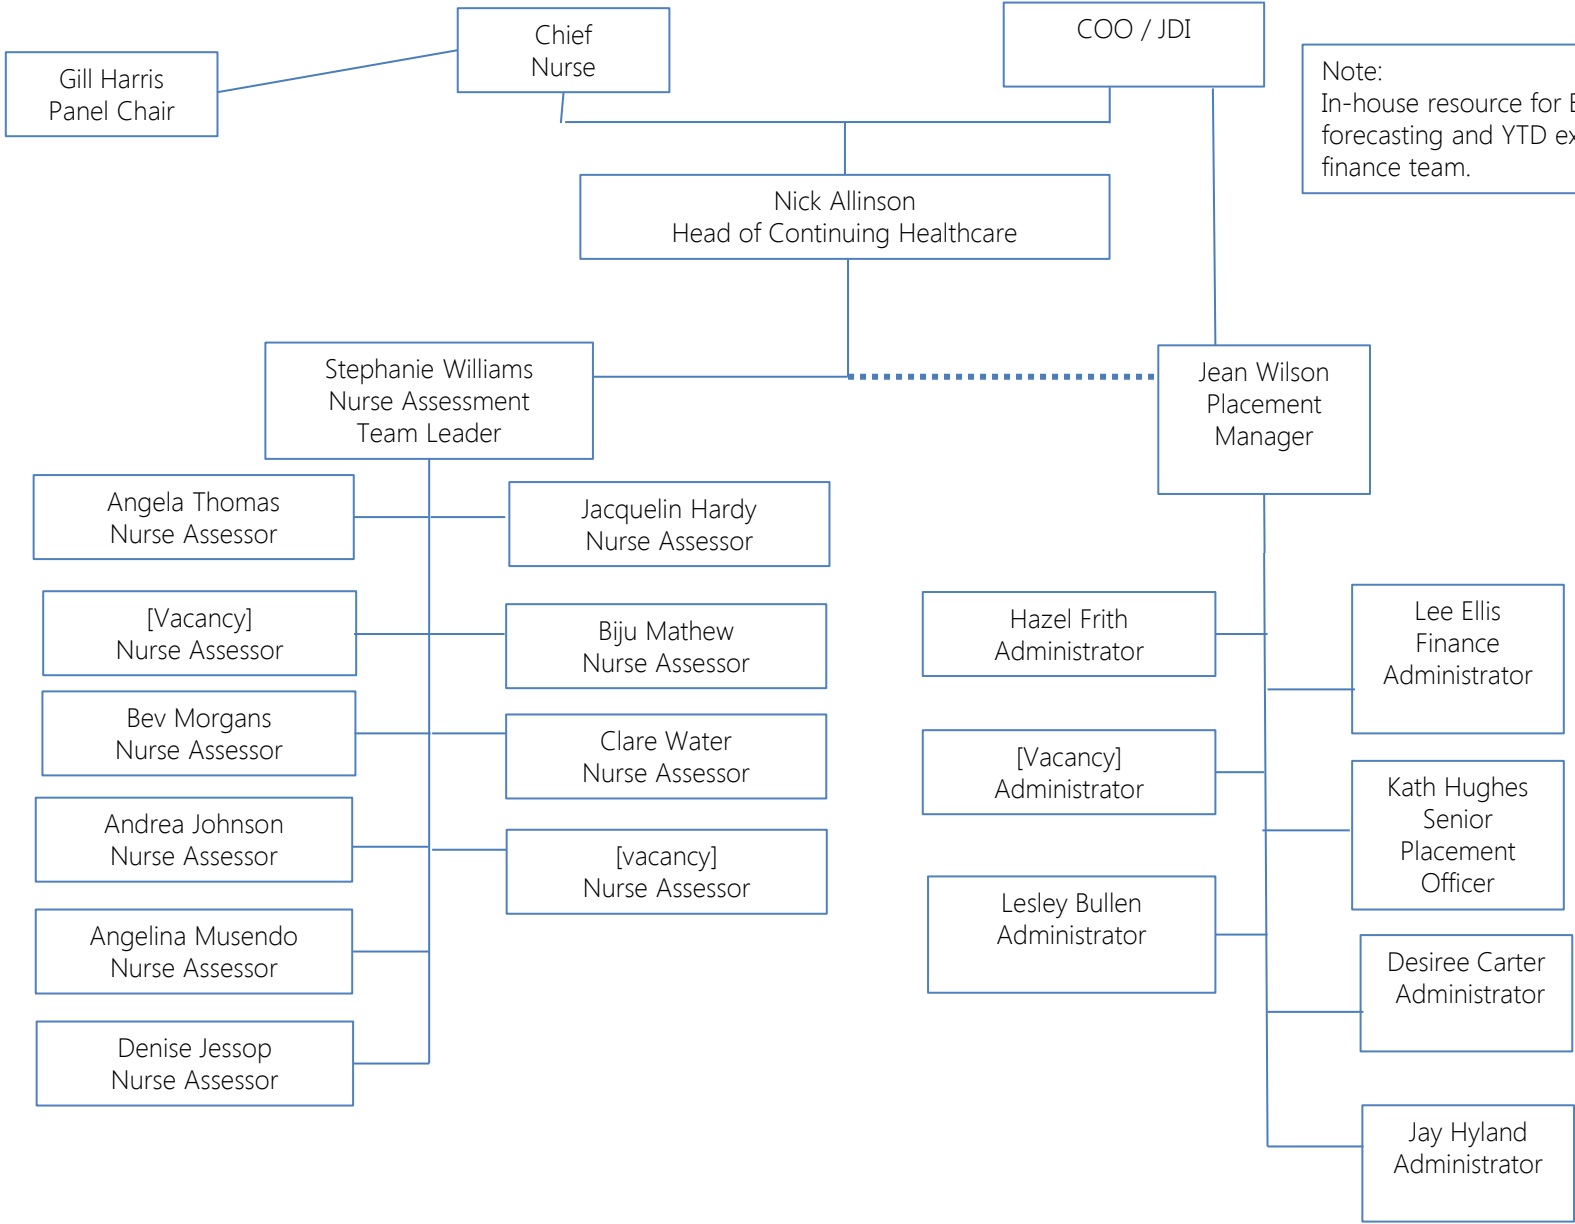 Chief
Nurse
COO / JDI
Gill Harris
Panel Chair
Note:
In-house resource for
forecasting and YTD
finance team.
Nick Allinson
Head of Continuing Healthcare
Stephanie Williams
Nurse Assessment
Team Leader
Jean Wilson
Placement
Manager
Angela Thomas
Nurse Assessor
Jacquelin Hardy
Nurse Assessor
[Vacancy]
Nurse Assessor
Biju Mathew
Nurse Assessor
Bev Morgans
Nurse Assessor
Clare Water
Nurse Assessor
Andrea Johnson
Nurse Assessor
[vacancy]
Nurse Assessor
Angelina Musendo
Nurse Assessor
Denise Jessop
Nurse Assessor
Hazel Frith
Administrator
Lee Ellis
Finance
Administrator
[Vacancy]
Administrator
Kath Hughes
Senior
Placement
Officer
Lesley Bullen
Administrator
Desiree Carter
Administrator
Jay Hyland
Administrator